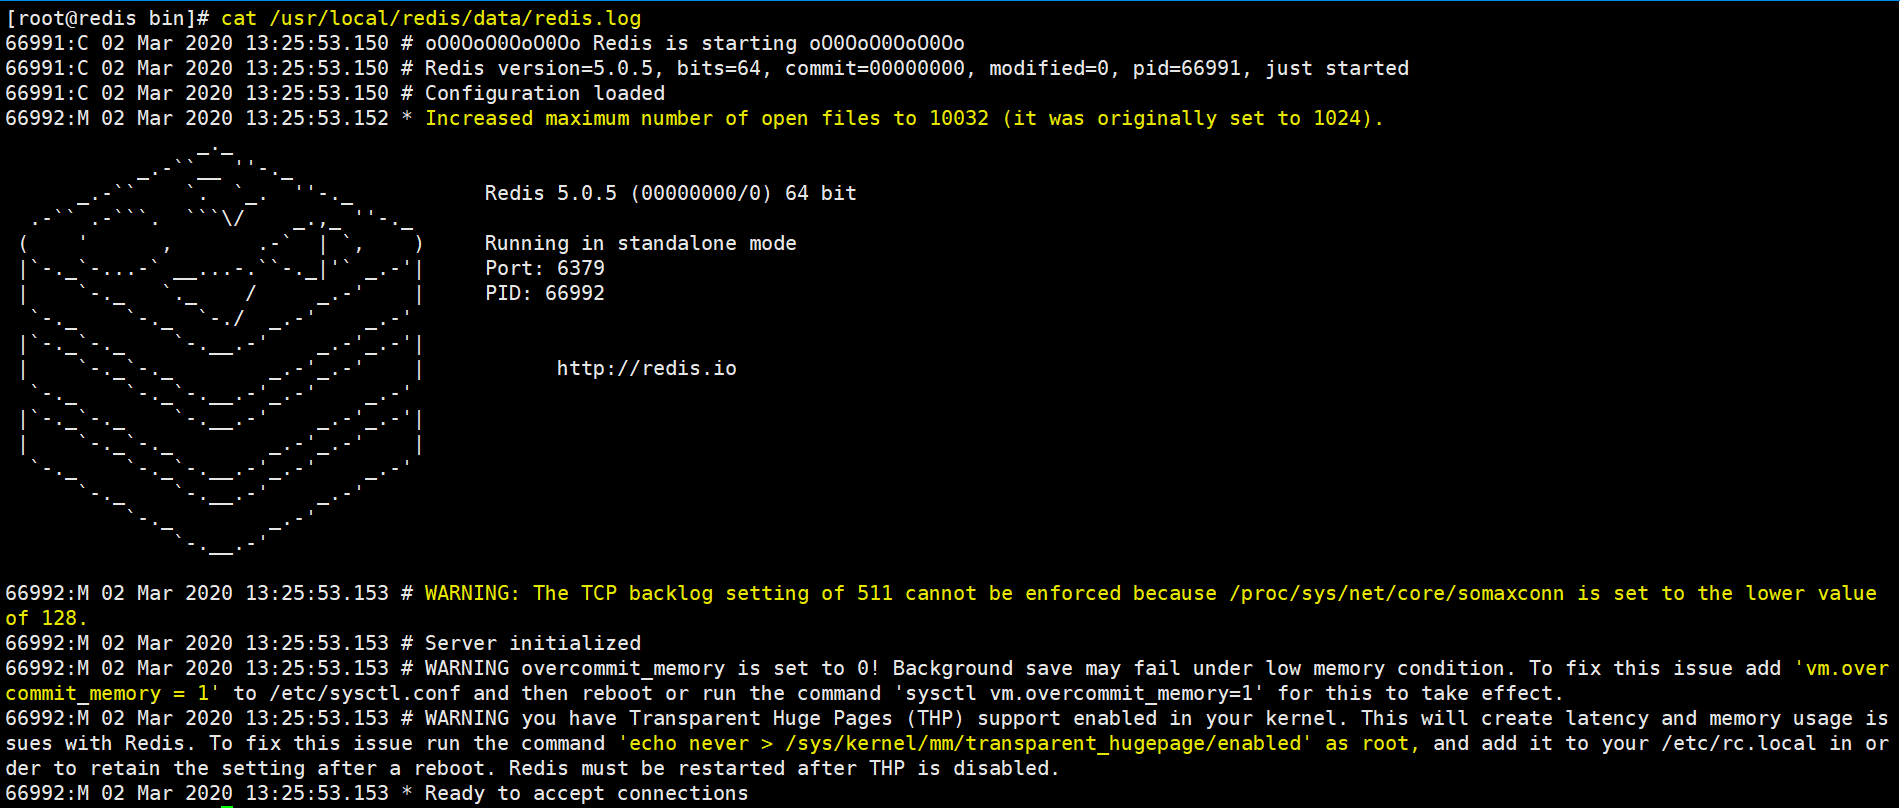 [root@redis bin]# cat /usr/local/redis/data/redis.log
66991:C 02 Mar 2020 13:25:53.150 # oO0OoO0OoO0Oo Redis is starting oO0OoO0OoO0Oo
66991:C 02 Mar 2020 13:25:53.150 # Redis version=5.0.5, bits=64, commit=00000000, modified=0, pid=66991, just started
66991:C 02 Mar 2020 13:25:53.150 # Configuration loaded
66992:M 02 Mar 2020 13:25:53.152 * Increased maximum number of open files to 10032 (it was originally set to 1024).
Redis 5.0.5 (00000000/0) 64 bit
Running in standalone mode
Port: 6379
PID: 66992
http://redis.io
66992:M 02 Mar 2020 13:25:53.153 # WARNING: The TCP backlog setting of 511 cannot be enforced because /proc/sys/net/core/somaxconn is set to the lower value
of 128.
66992:M 02 Mar 2020 13:25:53.153 # Server initialized
66992:M 02 Mar 2020 13:25:53.153 # WARNING overcommit_memory is set to 0! Background save may fail under low memory condition. To fix this issue add 'vm.over
commit_memory = 1' to /etc/sysctl.conf and then reboot or run the command 'sysctl vm.overcommit_memory=1' for this to take effect.
66992:M 02 Mar 2020 13:25:53.153 # WARNING you have Transparent Huge Pages (THP) support enabled in your kernel. This will create latency and memory usage is
sues with Redis. To fix this issue run the command 'echo never > /sys/kernel/mm/transparent_hugepage/enabled' as root, and add it to your /etc/rc.local in or
der to retain the setting after a reboot. Redis must be restarted after THP is disabled.
66992:M 02 Mar 2020 13:25:53.153 * Ready to accept connections